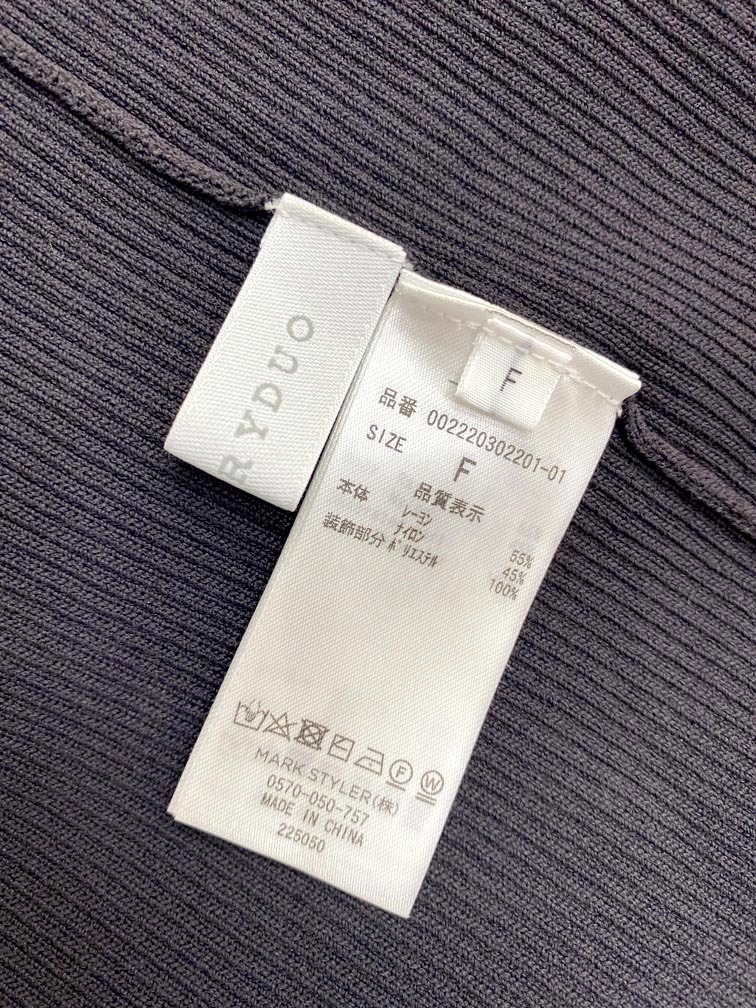 RYDUO
F
品番 002220302201-01
SIZE F
品質表示
本体 レーヨン 55%
ナイロン 45%
装飾部分 ポリエステル 100%
F W
MARK STYLER(株)
0570-050-757
MADE IN CHINA
225050